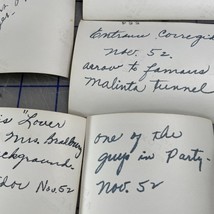 Entrance Corregidor
Nov. 52.
arrow to famous
Malinta Tunnel
is "Lover
Mrs. Bradbury
background.
Nov. 52
one of the
guys in Party.
Nov. 52